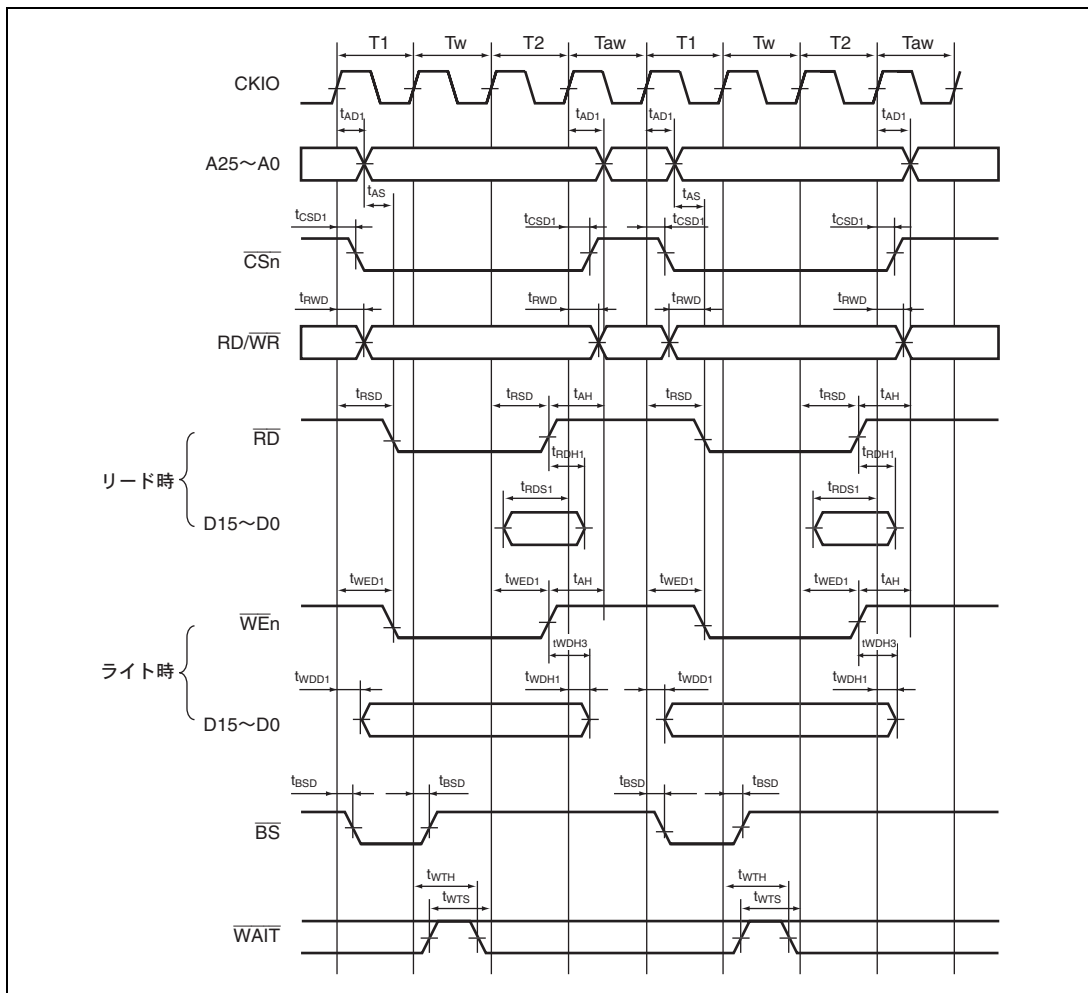 T1 Tw T2 Taw T1 Tw T2 Taw
CKIO
tAD1 tAD1 tAD1 tAD1
A25～A0
tAS tAS
tCSD1 tCSD1 tCSD1 tCSD1
CSn
tRWD tRWD tRWD tRWD
RD/WR
tRSD tRSD tAH tRSD tRSD tAH
RD
tRDH1 tRDH1
リード時
tRDS1 tRDS1
D15～D0
tWED1 tWED1 tAH tWED1 tWED1 tAH
WEn
tWDH3 tWDH3
ライト時
tWDD1 tWDH1 tWDD1 tWDH1
D15～D0
tBSD tBSD tBSD tBSD
BS
tWTH tWTH
tWTS tWTS
WAIT